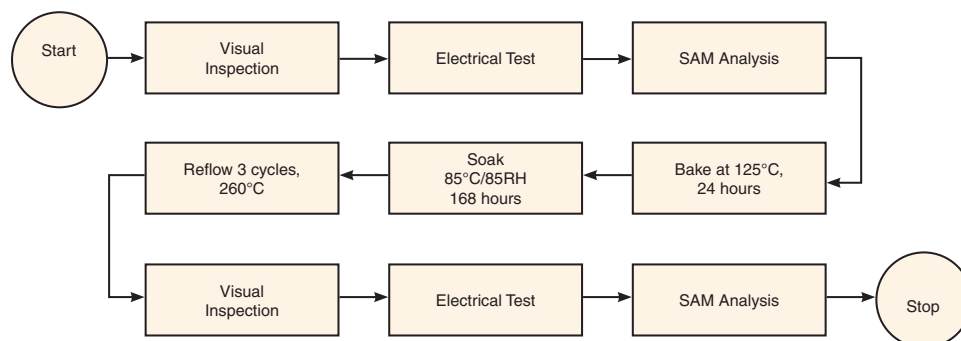 Start
Visual
Inspection
Electrical Test
SAM Analysis
Bake at 125°C,
24 hours
Soak
85°C/85RH
168 hours
Reflow 3 cycles,
260°C
Visual
Inspection
Electrical Test
SAM Analysis
Stop